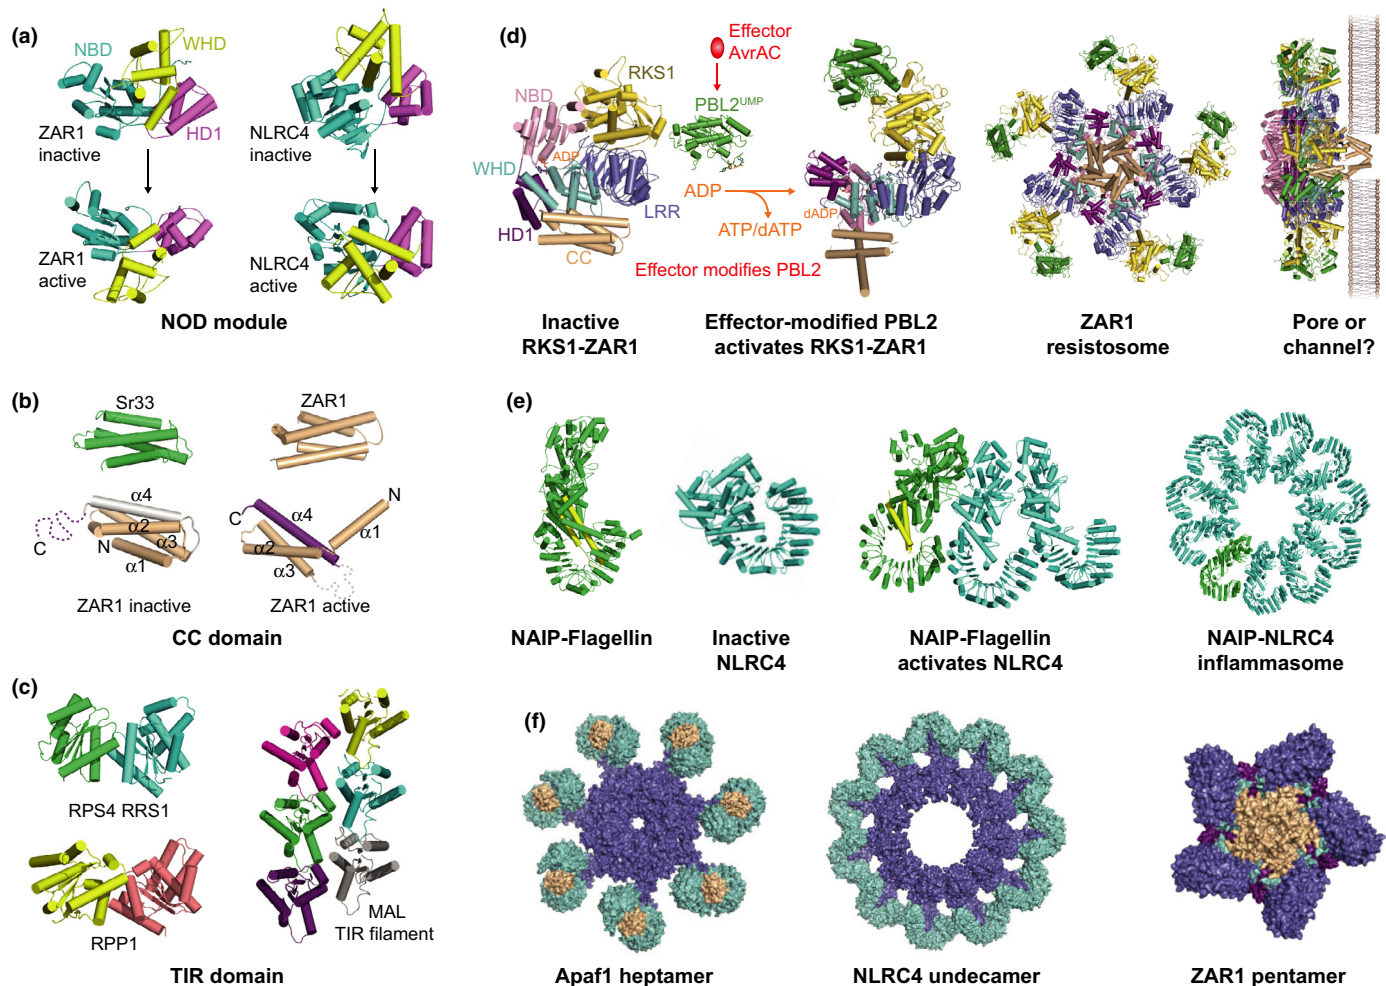 (a)
NBD
WHD
HD1
ZAR1
inactive
NLRC4
inactive
ZAR1
active
NLRC4
active
NOD module
(b)
Sr33
ZAR1
α4
α2
α3
N
α1
C
ZAR1 inactive
N
C
α4
α1
α2
α3
ZAR1 active
CC domain
(c)
RPS4 RRS1
RPP1
MAL
TIR filament
TIR domain
(d)
Effector
AvrAC
RKS1
NBD
PBL2UMP
ADP
WHD
LRR
HD1
CC
ADP
ATP/dATP
dADP
Effector modifies PBL2
Inactive
RKS1-ZAR1
Effector-modified PBL2
activates RKS1-ZAR1
ZAR1
resistosome
Pore or
channel?
(e)
NAIP-Flagellin
Inactive
NLRC4
NAIP-Flagellin
activates NLRC4
NAIP-NLRC4
inflammasome
(f)
Apaf1 heptamer
NLRC4 undecamer
ZAR1 pentamer